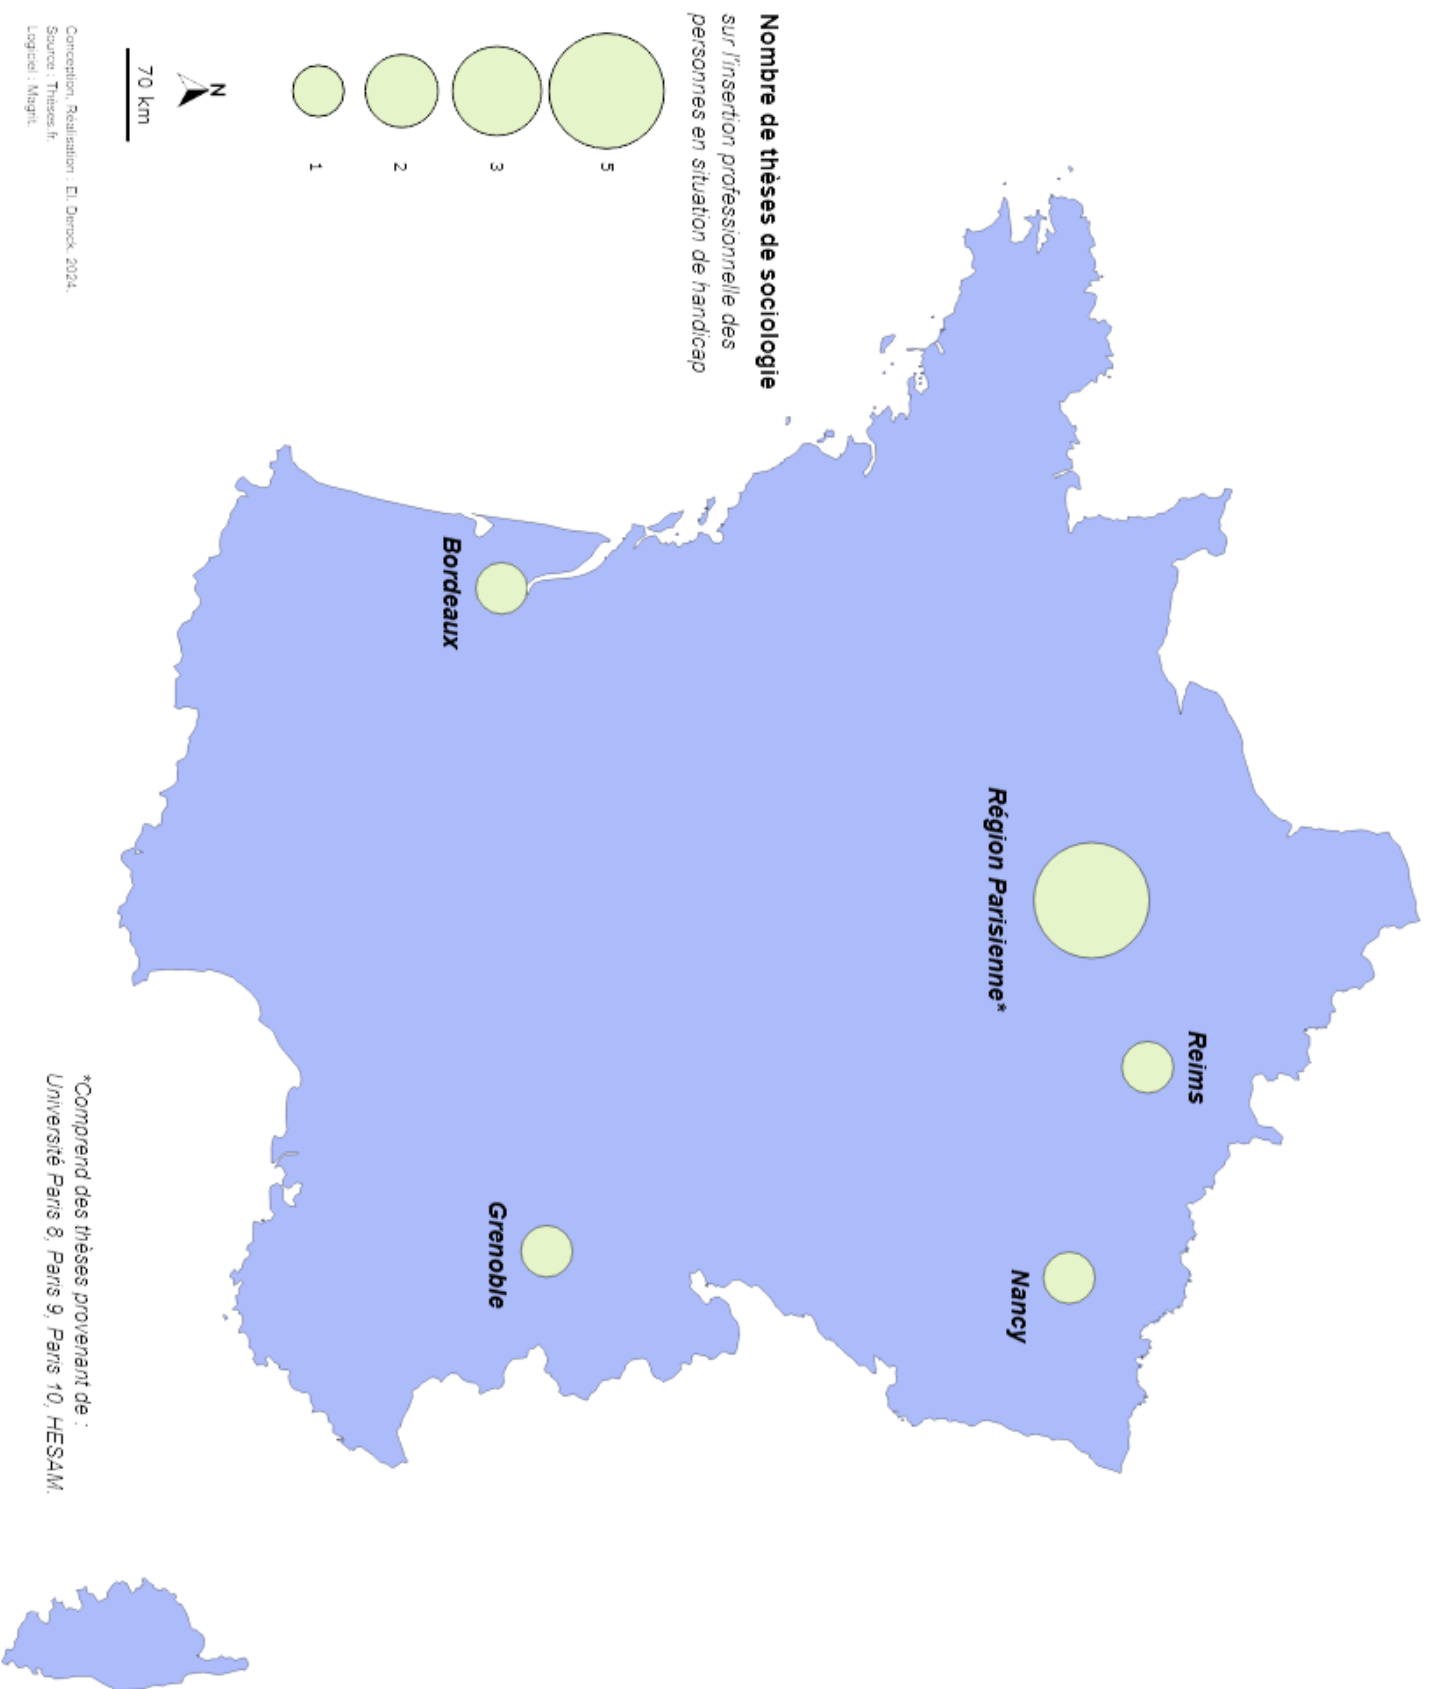 Nombre de thèses de sociologie
sur l'insertion professionnelle des
personnes en situation de handicap
5
3
2
1
N
70 km
Conception, Réalisation : El. Derock. 2024.
Source : Thèses.fr.
Logiciel : Magrit.
Reims
Région Parisienne*
Nancy
Grenoble
Bordeaux
*Comprend des thèses provenant de :
Université Paris 8, Paris 9, Paris 10, HESAM.